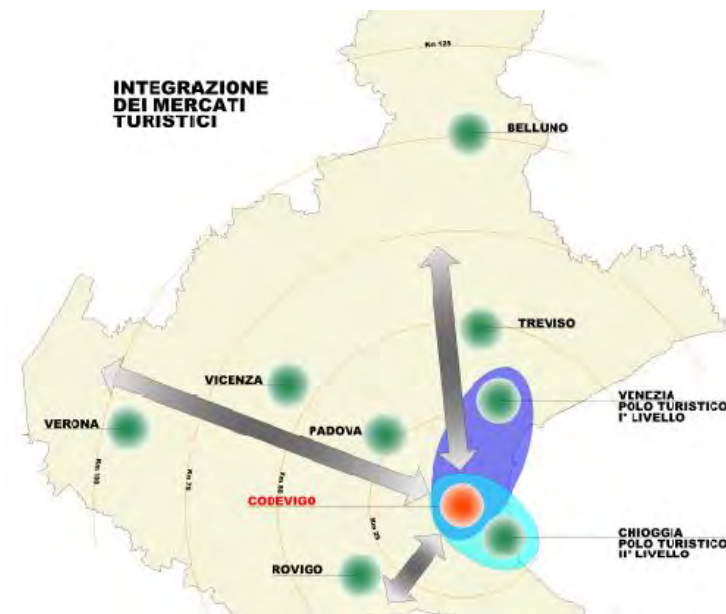 Km 125
INTEGRAZIONE
DEI MERCATI
TURISTICI
BELLUNO
TREVISO
VICENZA
VENEZIA
POLO TURISTICO
I° LIVELLO
VERONA
PADOVA
Km 100
Km 75
Km 50
CODEVIGO
Km 25
CHIOGGIA
POLO TURISTICO
II° LIVELLO
ROVIGO